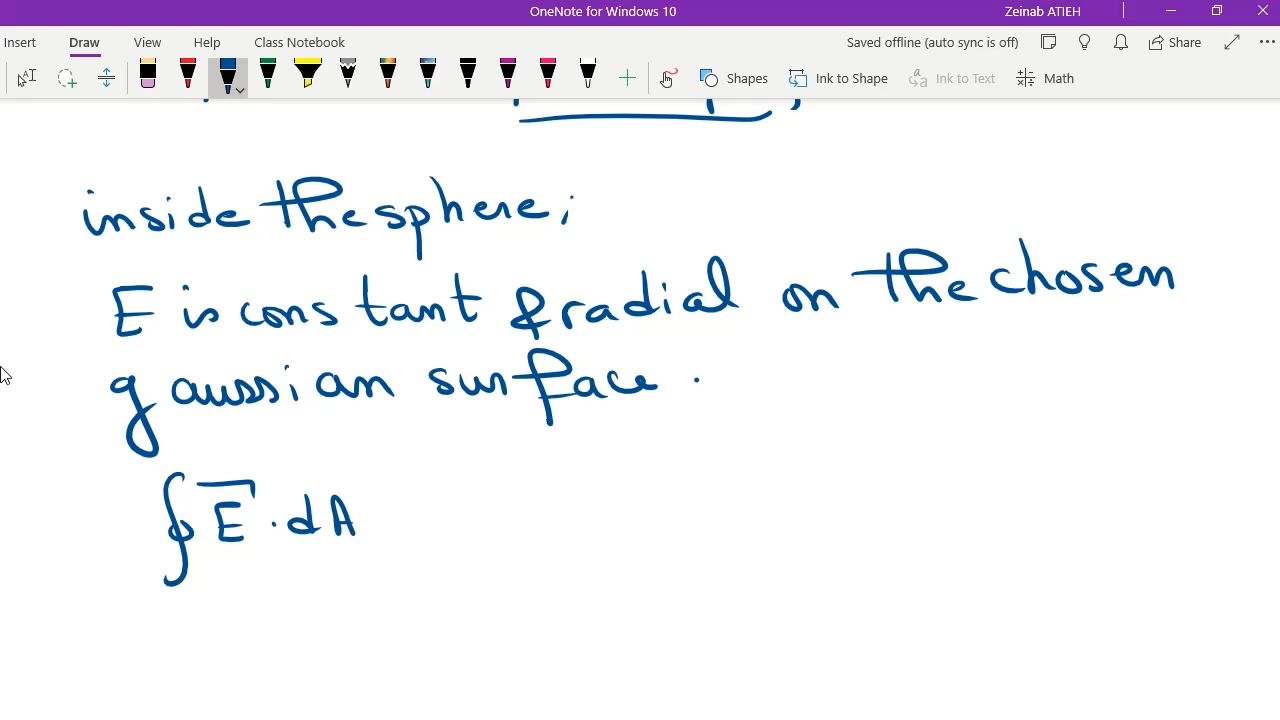 OneNote for Windows 10
Zeinab ATIEH
Insert Draw View Help Class Notebook Saved offline (auto sync is off) Share
Shapes Ink to Shape Ink to Text Math
inside the sphere;
E is constant & radial on the chosen
gaussian surface.
∮ E⃗ . dA